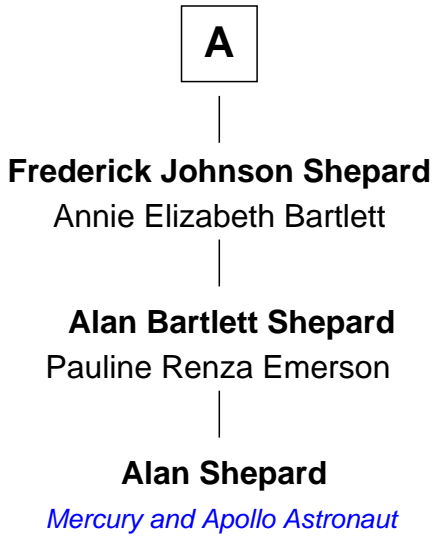 A
Frederick Johnson Shepard
Annie Elizabeth Bartlett
Alan Bartlett Shepard
Pauline Renza Emerson
Alan Shepard
Mercury and Apollo Astronaut